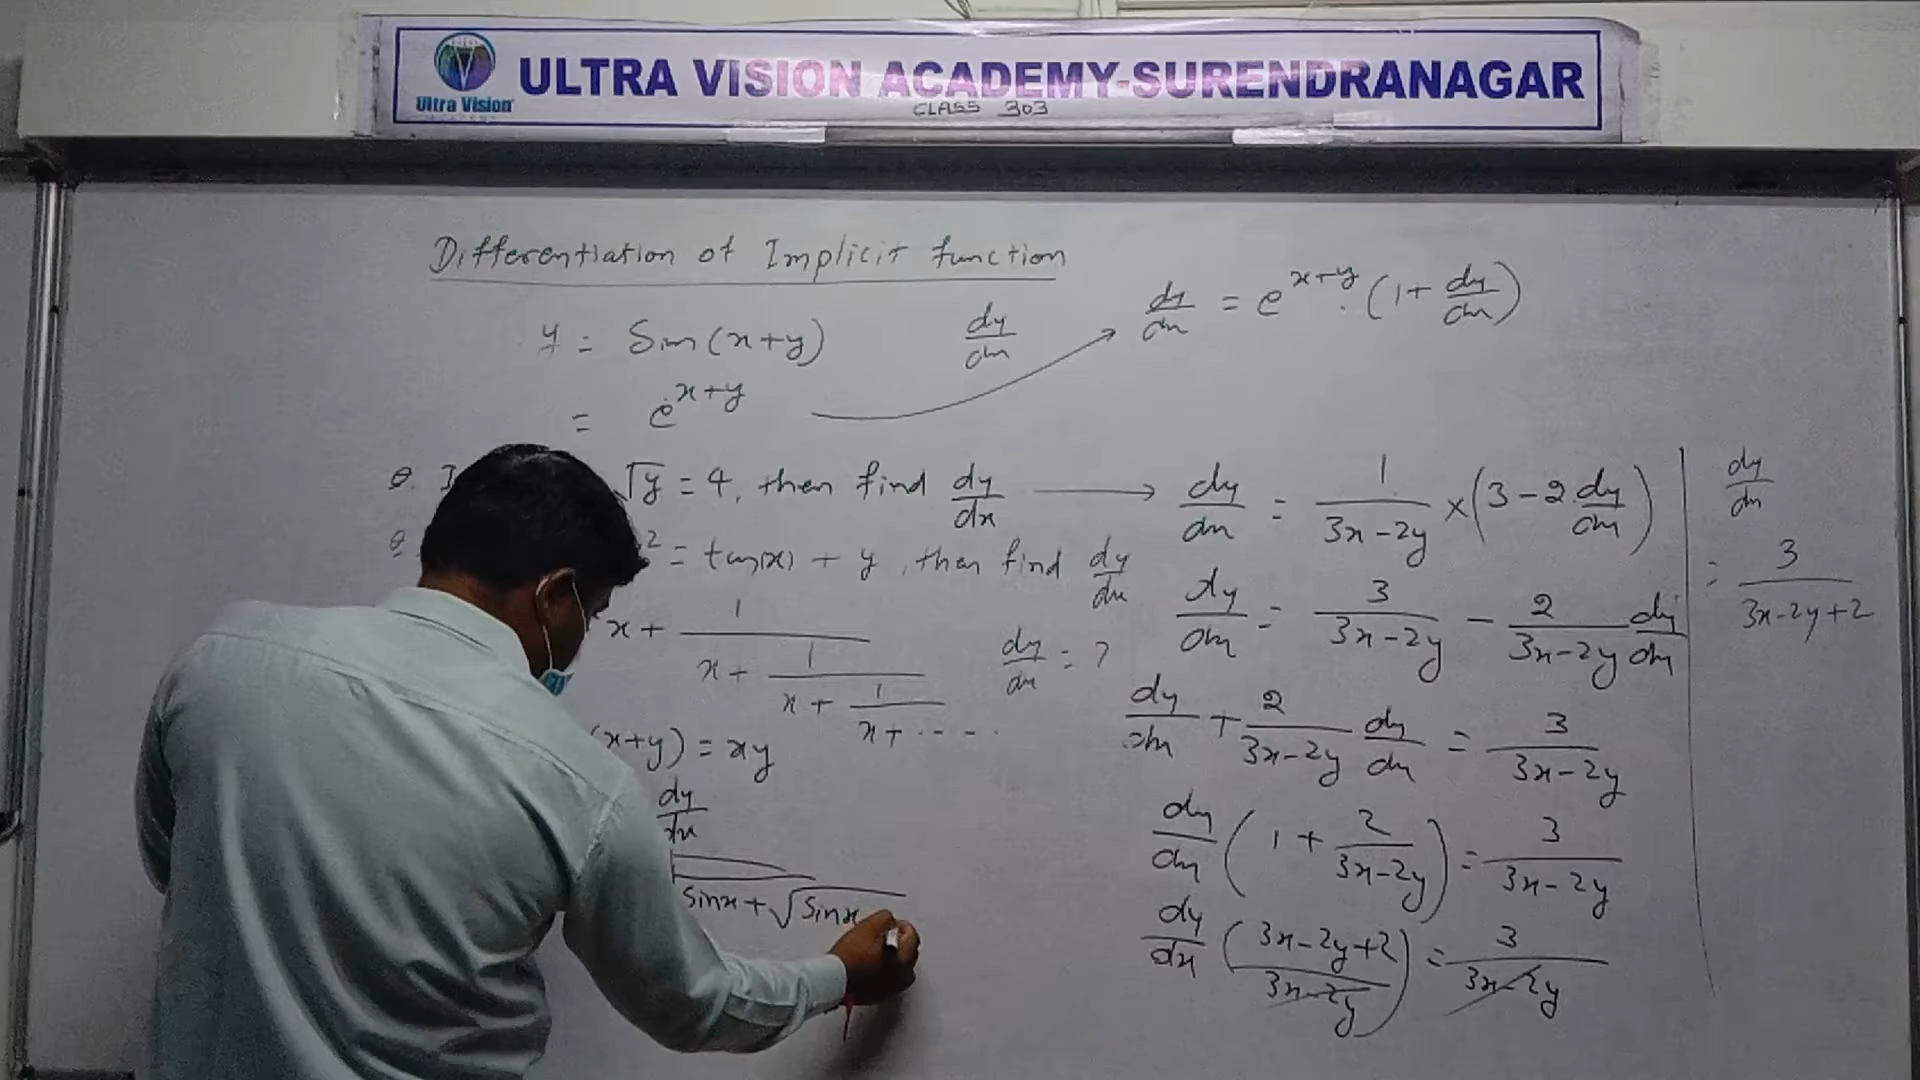 Ultra Vision
ULTRA VISION ACADEMY-SURENDRANAGAR
CLASS 303
Differentiation of Implicit function
y = Sin(x+y) dy/dx
= e^(x+y)
dy/dx = e^(x+y) . (1 + dy/dx)
Q. √y = 4, then find dy/dx
Q. ² = tan(x) + y, then find dy/dx
x + 1/(x + 1/(x + 1/(x + ....))) dy/dx = ?
(x+y) = xy
dy/dx
Sinx + √Sinx
dy/dx = 1/(3x-2y) × (3 - 2 dy/dx)
dy/dx = 3/(3x-2y) - 2/(3x-2y) dy/dx
dy/dx + 2/(3x-2y) dy/dx = 3/(3x-2y)
dy/dx (1 + 2/(3x-2y)) = 3/(3x-2y)
dy/dx ((3x-2y+2)/(3x-2y)) = 3/(3x-2y)
dy/dx
= 3/(3x-2y+2)